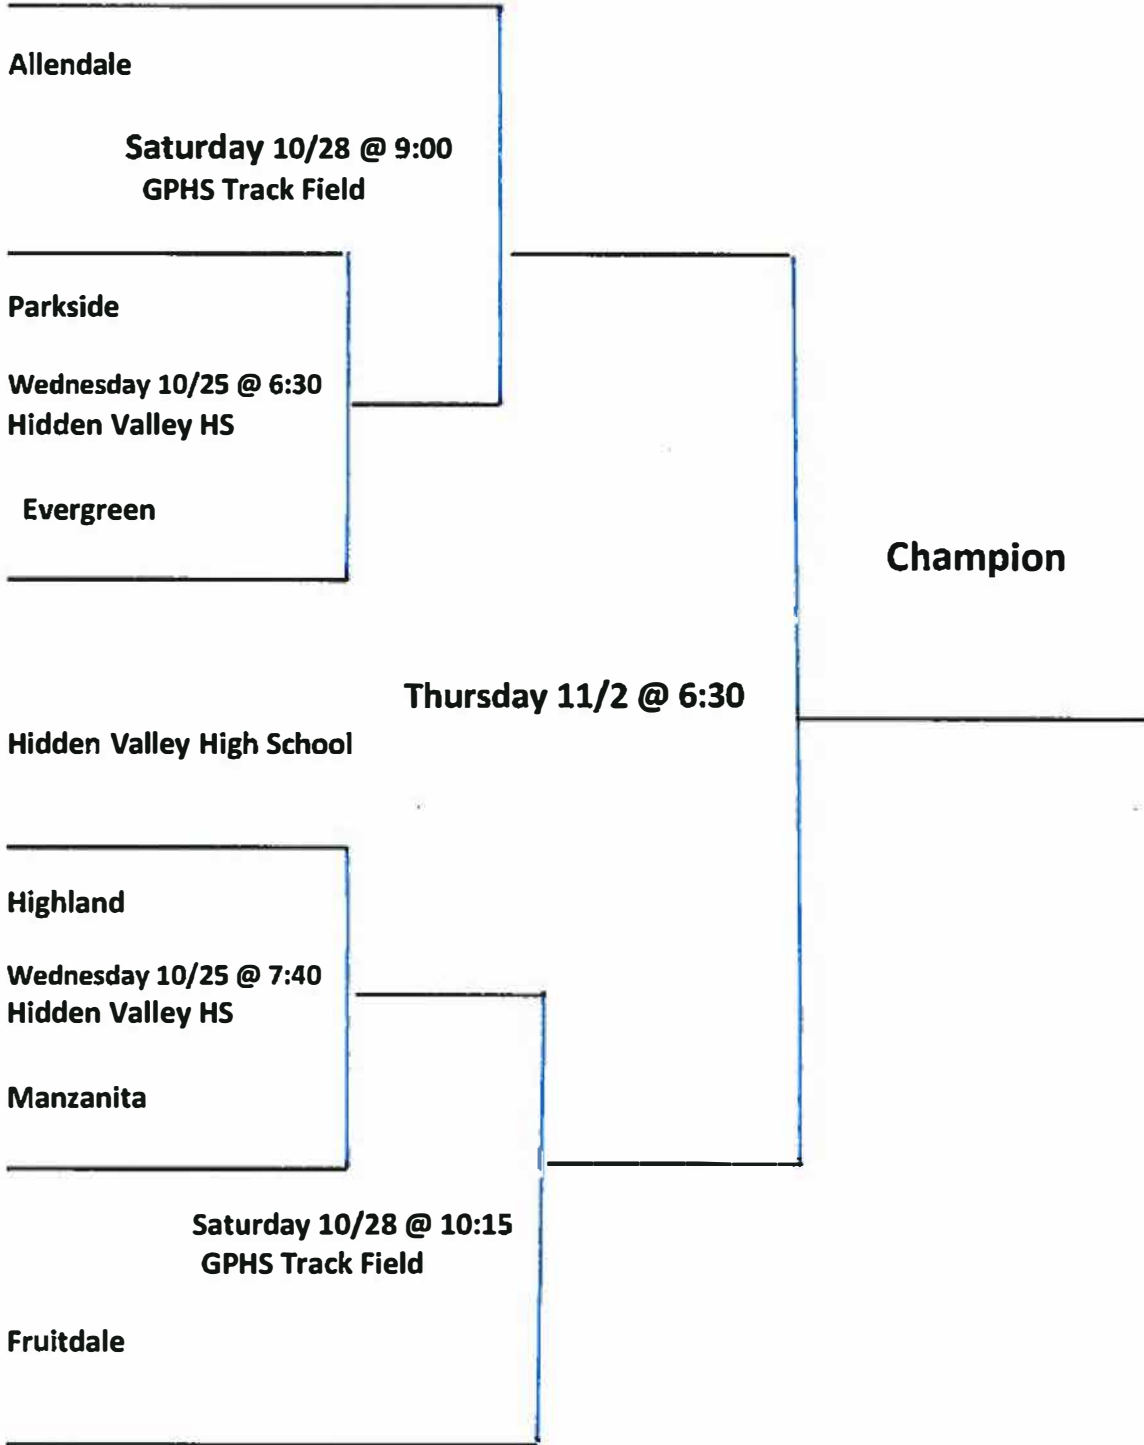 Allendale
Saturday 10/28 @ 9:00
GPHS Track Field
Parkside
Wednesday 10/25 @ 6:30
Hidden Valley HS
Evergreen
Champion
Thursday 11/2 @ 6:30
Hidden Valley High School
Highland
Wednesday 10/25 @ 7:40
Hidden Valley HS
Manzanita
Saturday 10/28 @ 10:15
GPHS Track Field
Fruitdale